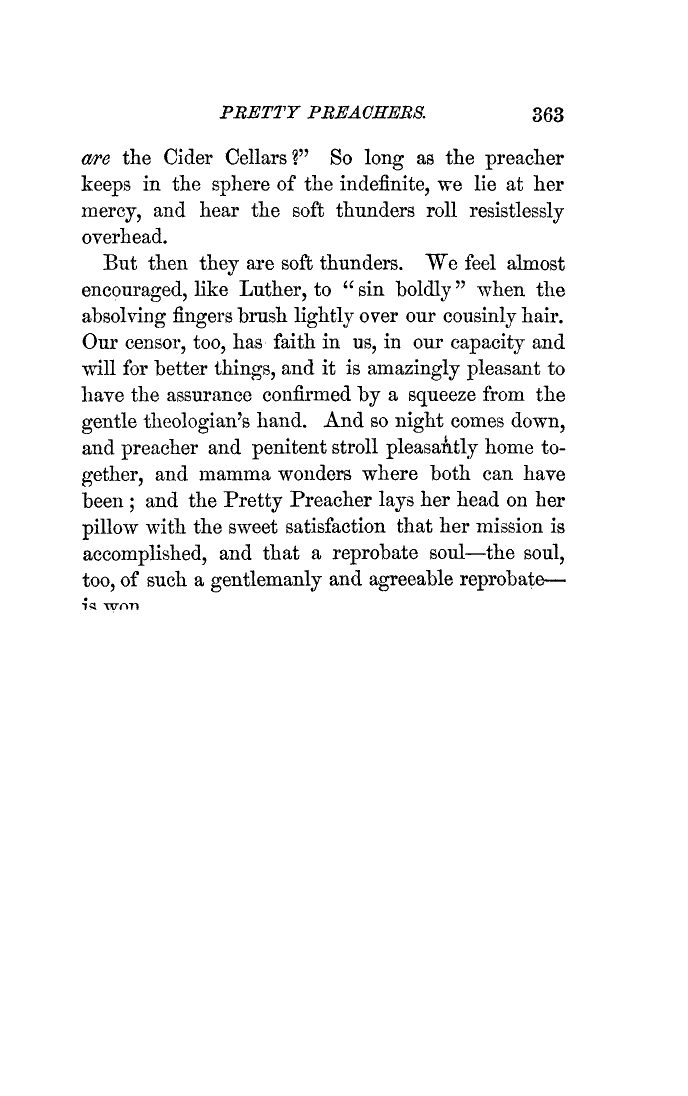 PRETTY PREACHERS. 363
are the Cider Cellars?” So long as the preacher
keeps in the sphere of the indefinite, we lie at her
mercy, and hear the soft thunders roll resistlessly
overhead.
But then they are soft thunders. We feel almost
encouraged, like Luther, to “sin boldly” when the
absolving fingers brush lightly over our cousinly hair.
Our censor, too, has faith in us, in our capacity and
will for better things, and it is amazingly pleasant to
have the assurance confirmed by a squeeze from the
gentle theologian’s hand. And so night comes down,
and preacher and penitent stroll pleasantly home to-
gether, and mamma wonders where both can have
been; and the Pretty Preacher lays her head on her
pillow with the sweet satisfaction that her mission is
accomplished, and that a reprobate soul—the soul,
too, of such a gentlemanly and agreeable reprobate—
is won